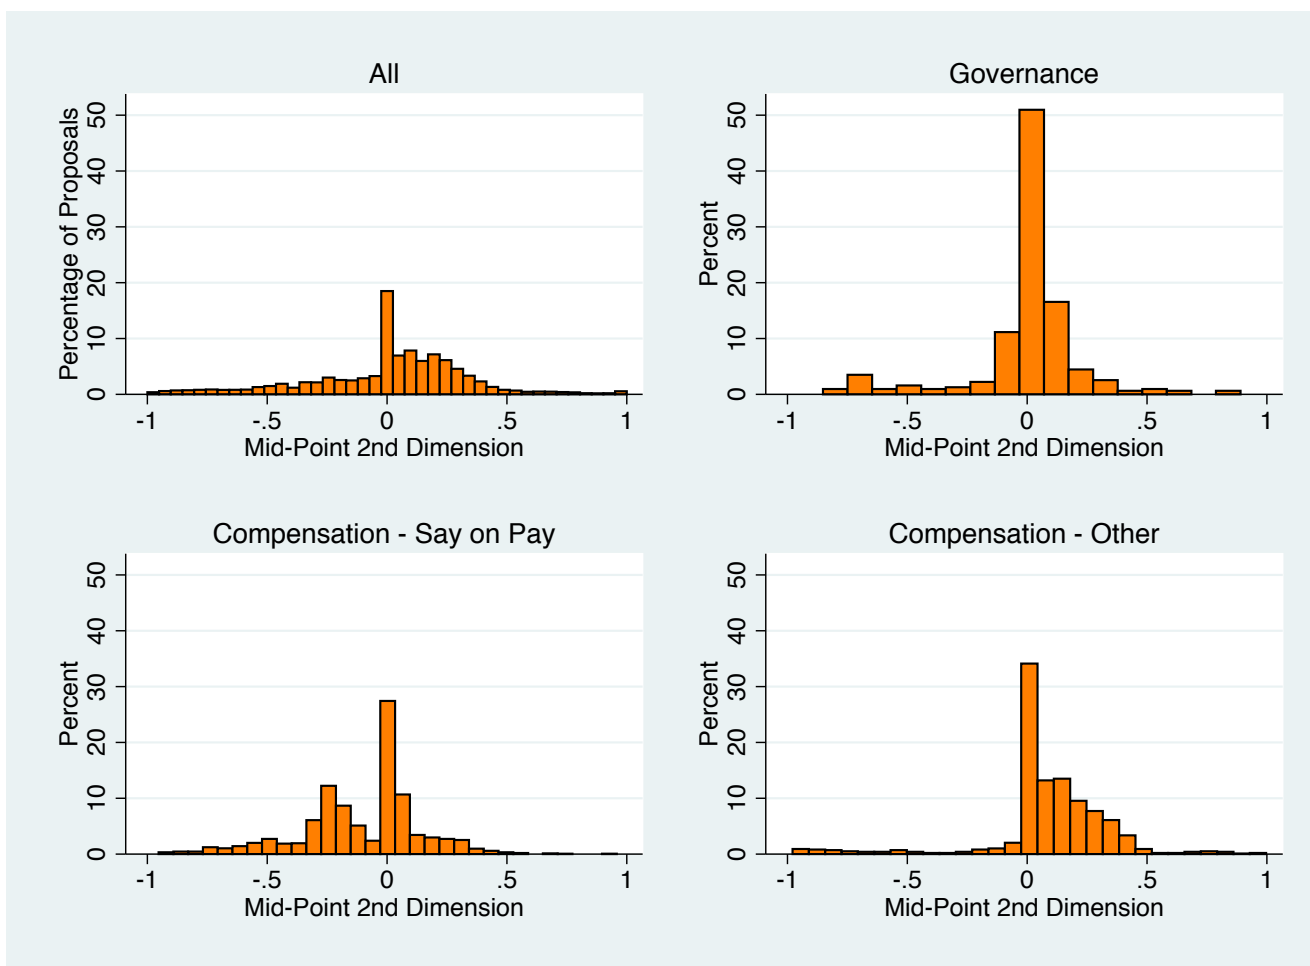 All
Percentage of Proposals
0 10 20 30 40 50
-1 -.5 0 .5 1
Mid-Point 2nd Dimension
Governance
Percent
0 10 20 30 40 50
-1 -.5 0 .5 1
Mid-Point 2nd Dimension
Compensation - Say on Pay
Percent
0 10 20 30 40 50
-1 -.5 0 .5 1
Mid-Point 2nd Dimension
Compensation - Other
Percent
0 10 20 30 40 50
-1 -.5 0 .5 1
Mid-Point 2nd Dimension